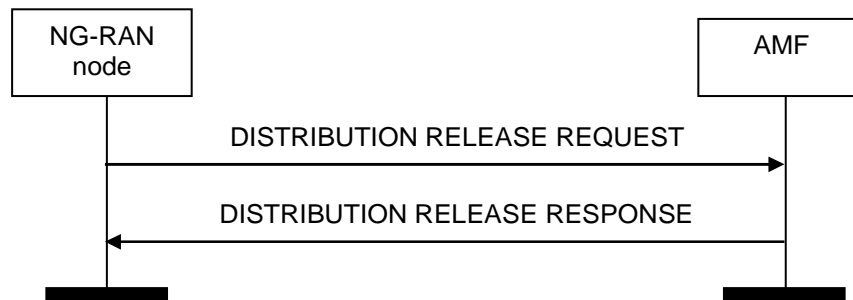 NG-RAN
node
AMF
DISTRIBUTION RELEASE REQUEST
DISTRIBUTION RELEASE RESPONSE